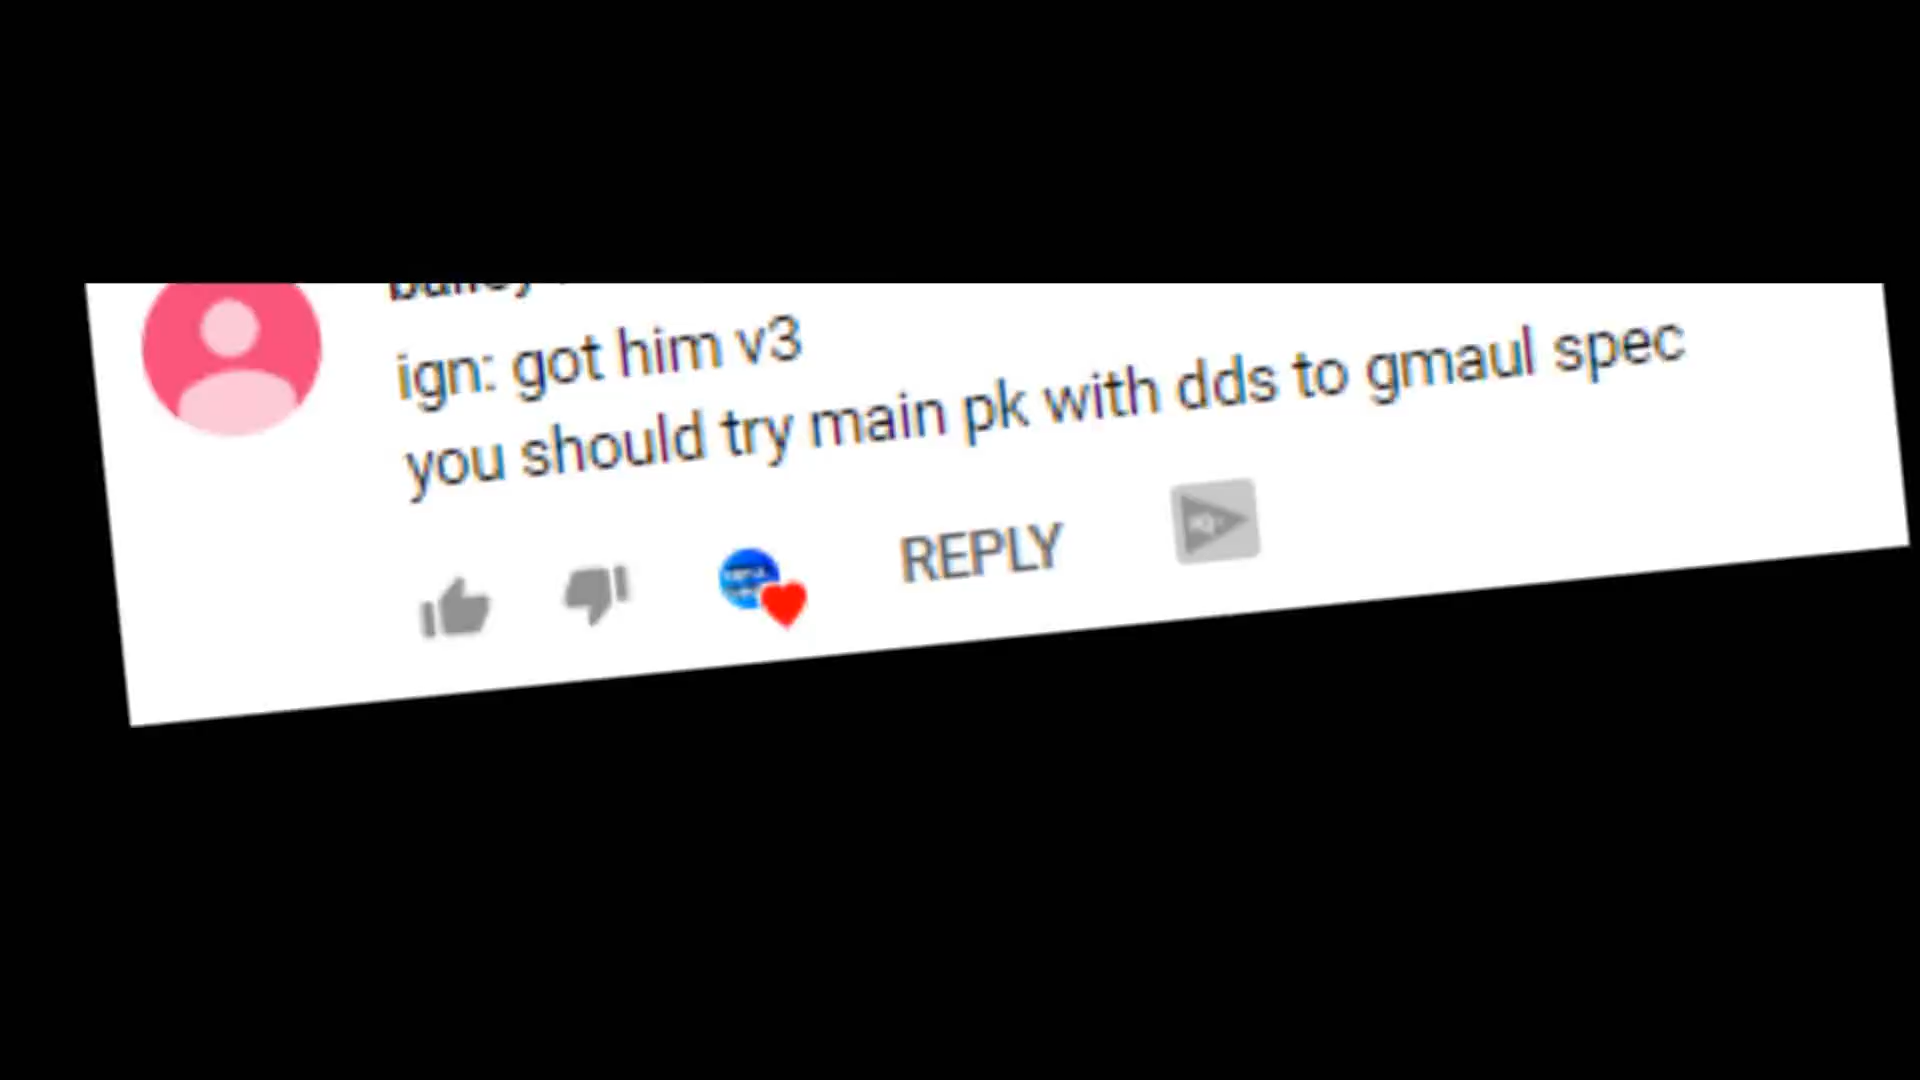 ign: got him v3
you should try main pk with dds to gmaul spec
REPLY